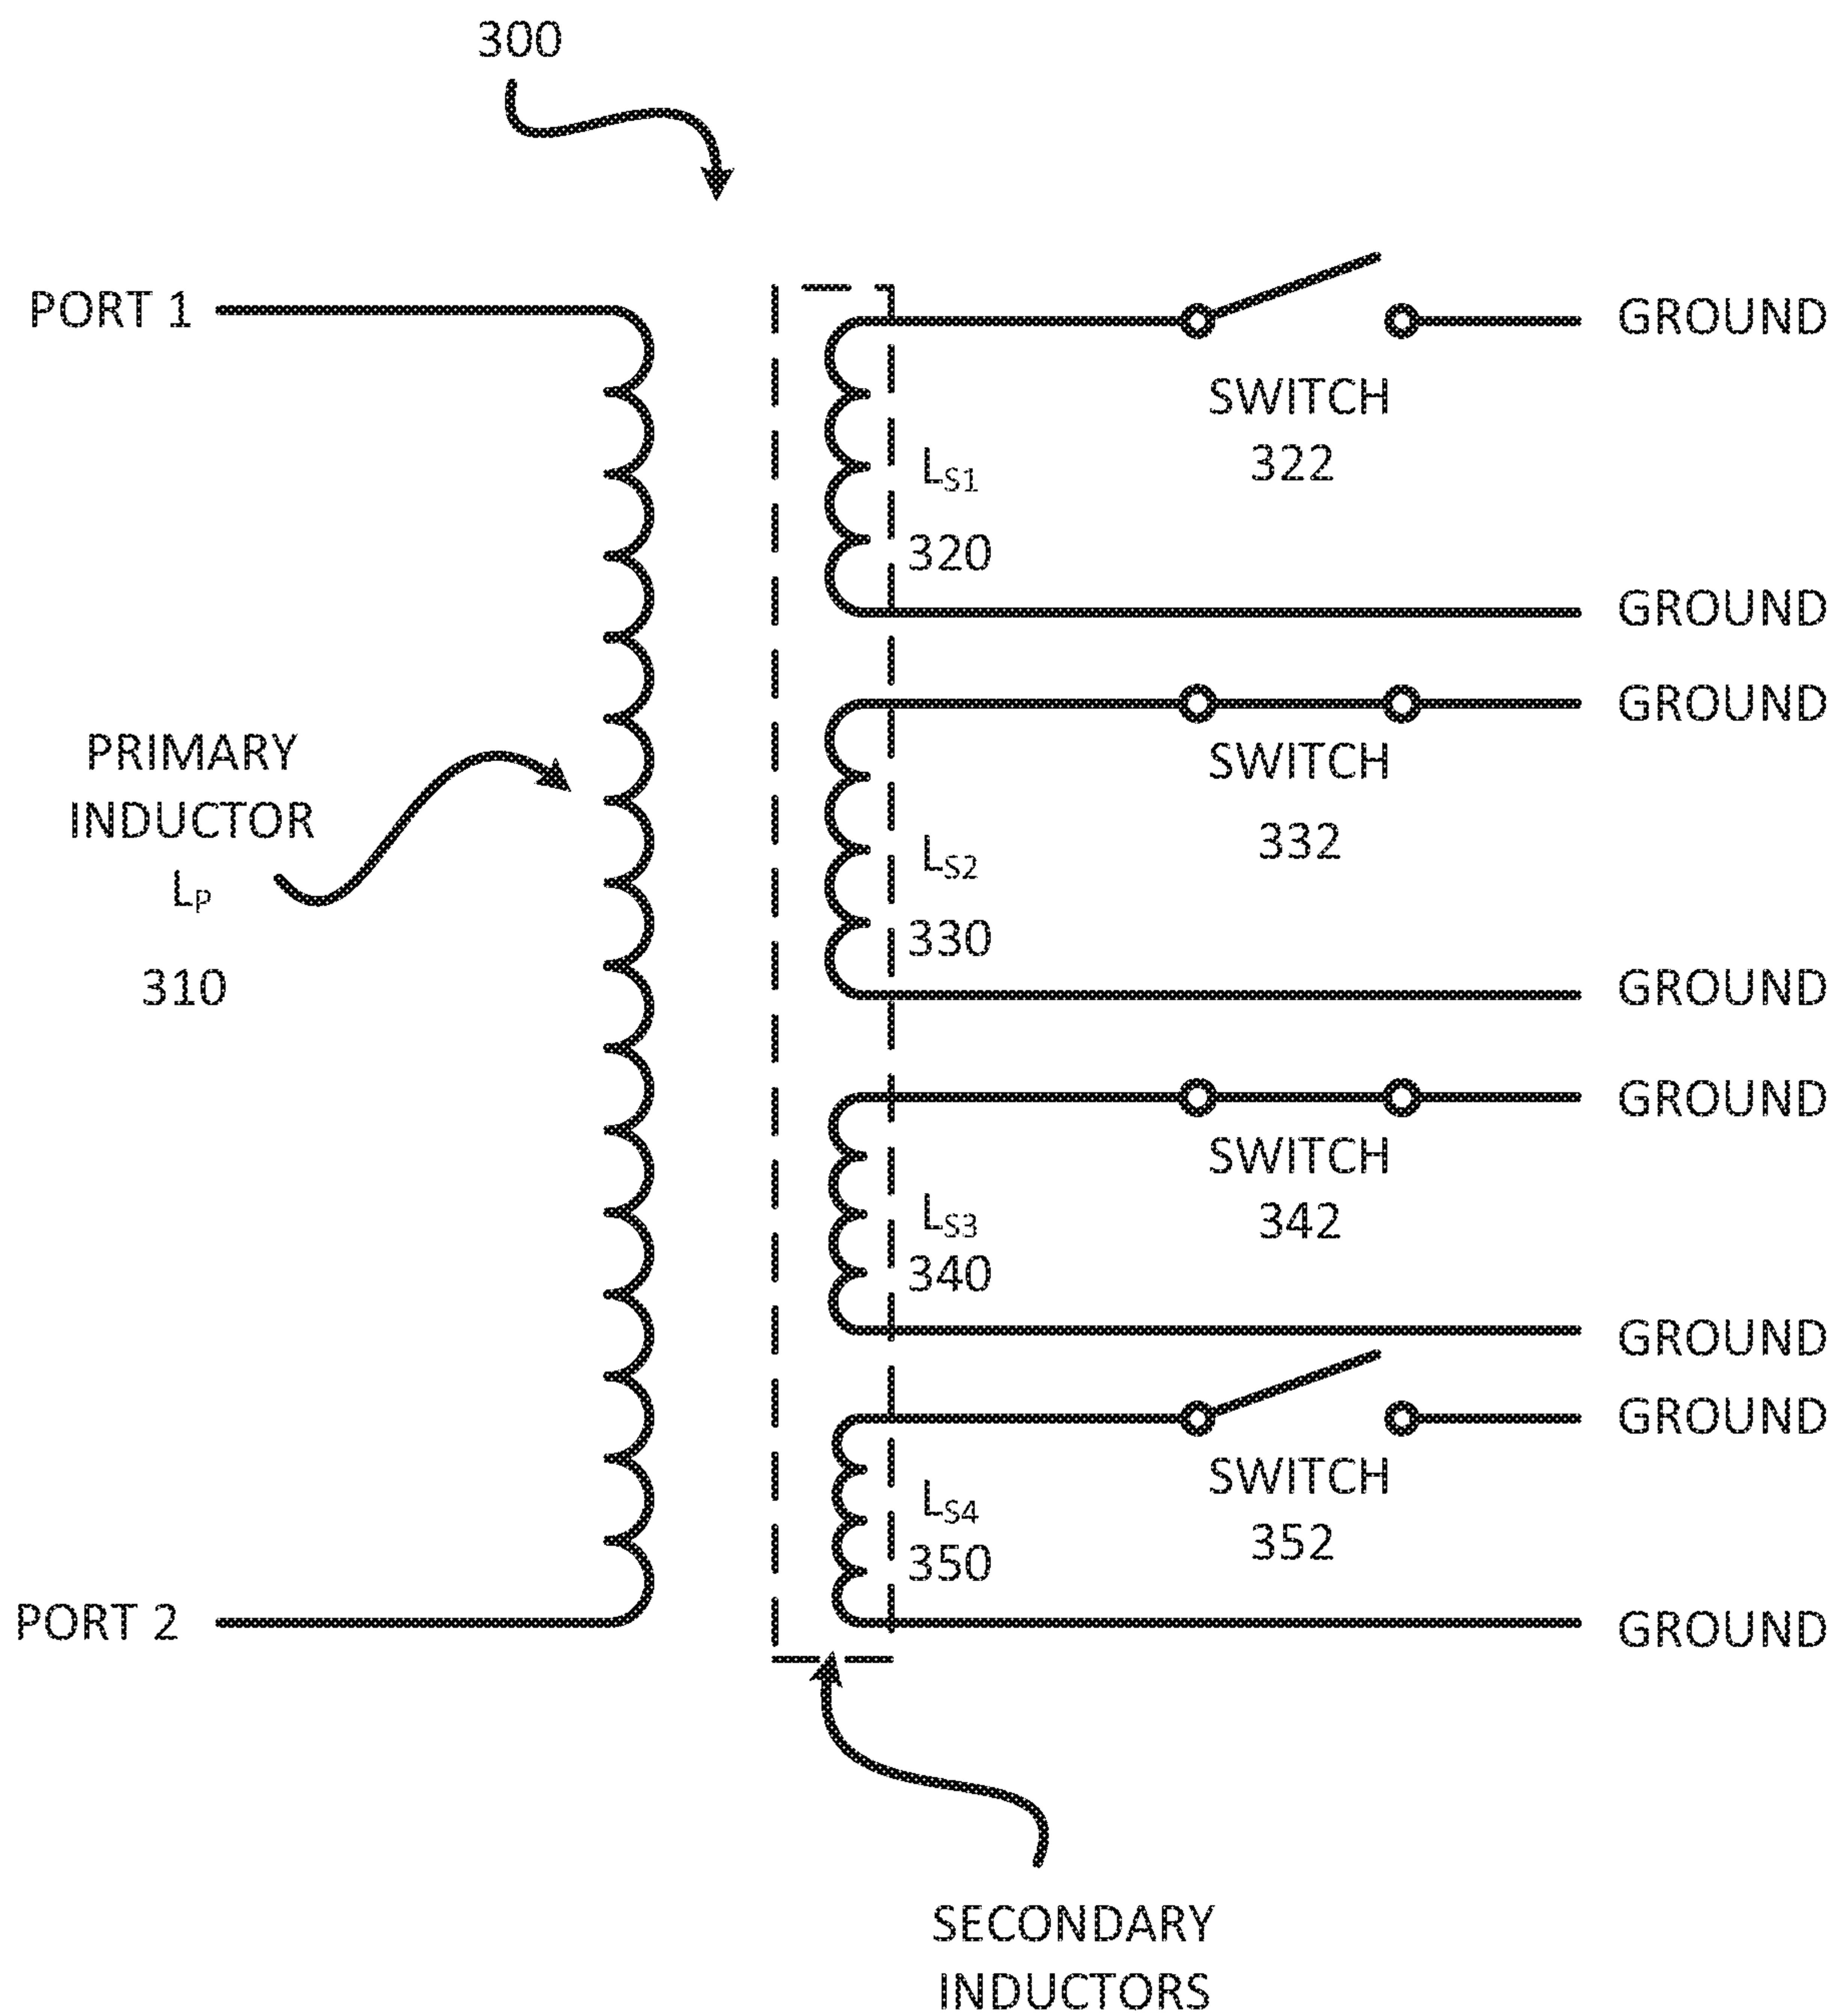 300
PORT 1
GROUND
SWITCH
322
LS1
320
GROUND
GROUND
PRIMARY
INDUCTOR
LP
310
SWITCH
332
LS2
330
GROUND
GROUND
SWITCH
342
LS3
340
GROUND
GROUND
SWITCH
352
LS4
350
PORT 2
GROUND
SECONDARY
INDUCTORS